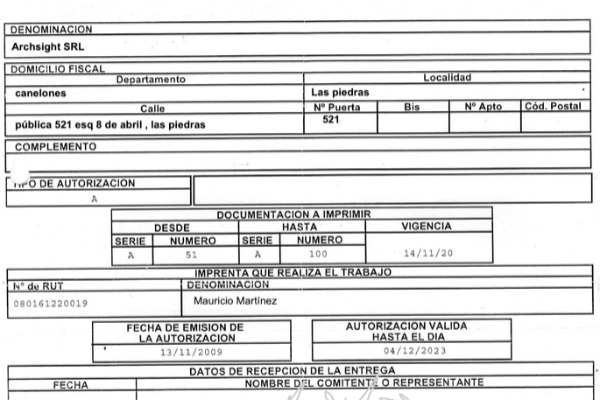 DENOMINACION
Archsight SRL
DOMICILIO FISCAL
Departamento Localidad
canelones Las piedras
Calle Nº Puerta Bis Nº Apto Cód. Postal
pública 521 esq 8 de abril , las piedras 521
COMPLEMENTO
TIPO DE AUTORIZACION
A
DOCUMENTACION A IMPRIMIR
DESDE HASTA VIGENCIA
SERIE NUMERO SERIE NUMERO
A 51 A 100 14/11/20
IMPRENTA QUE REALIZA EL TRABAJO
Nº de RUT DENOMINACION
080161220019 Mauricio Martínez
FECHA DE EMISION DE LA AUTORIZACION
13/11/2009
AUTORIZACION VALIDA HASTA EL DIA
04/12/2023
DATOS DE RECEPCION DE LA ENTREGA
FECHA NOMBRE DEL COMITENTE O REPRESENTANTE